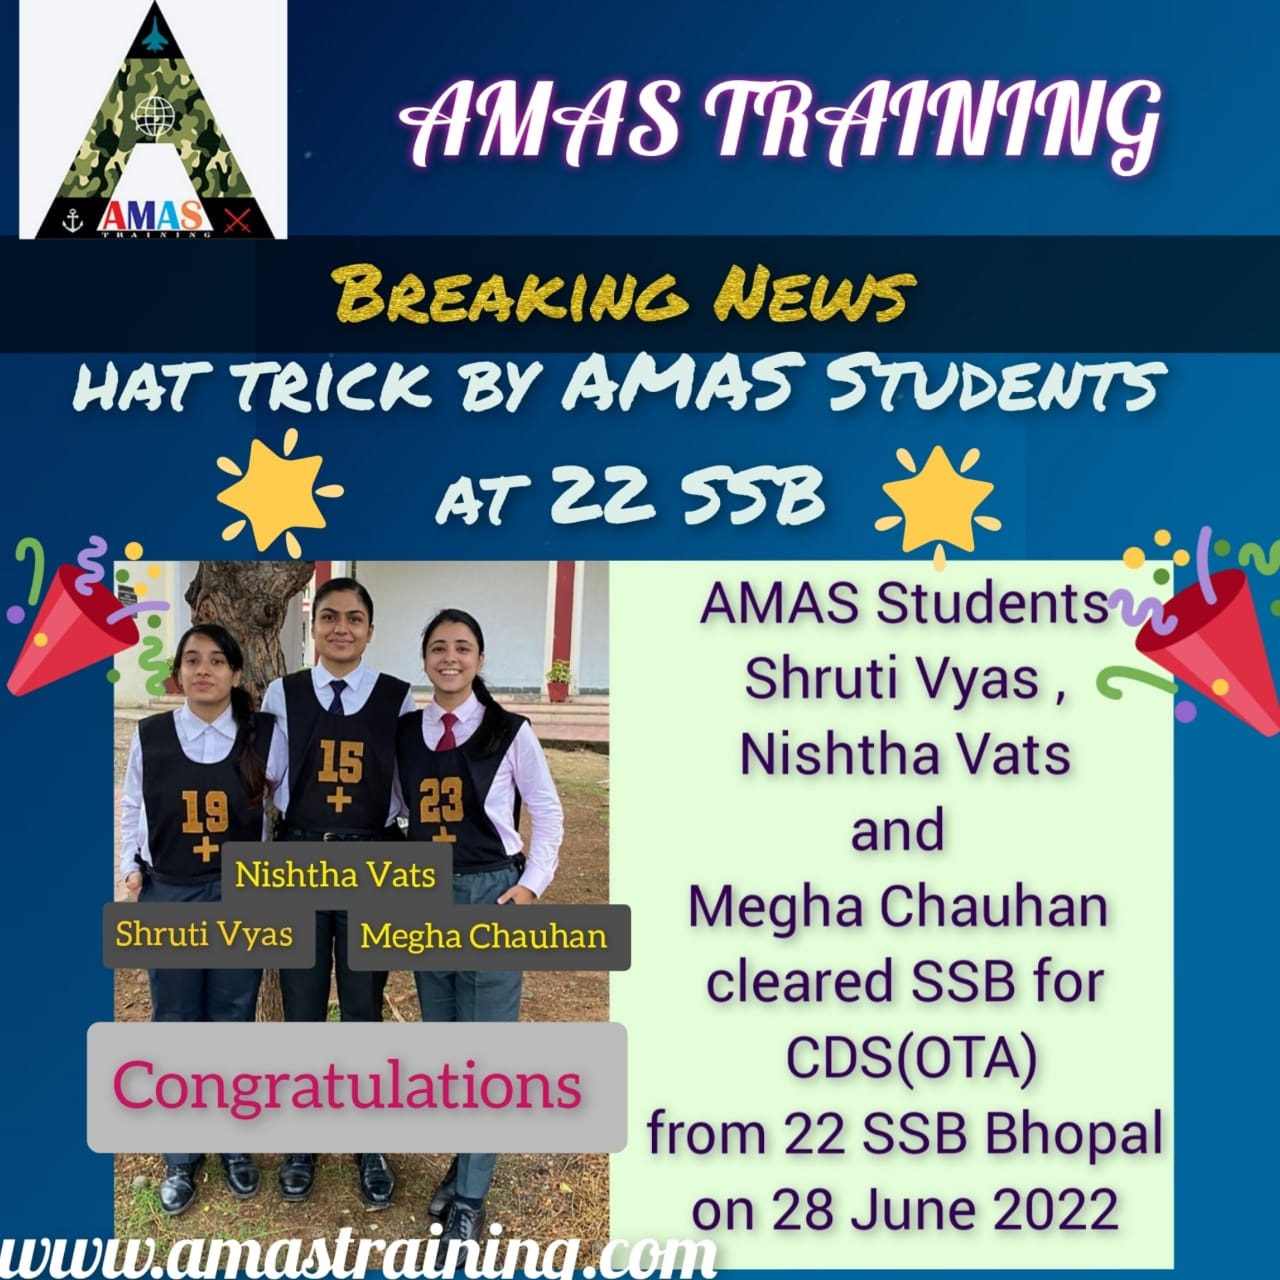 AMAS
TRAINING
AMAS TRAINING
BREAKING NEWS
HAT TRICK BY AMAS STUDENTS
AT 22 SSB
19
+
15
+
23
+
Nishtha Vats
Shruti Vyas
Megha Chauhan
Congratulations
AMAS Students
Shruti Vyas ,
Nishtha Vats
and
Megha Chauhan
cleared SSB for
CDS(OTA)
from 22 SSB Bhopal
on 28 June 2022
www.amastraining.com